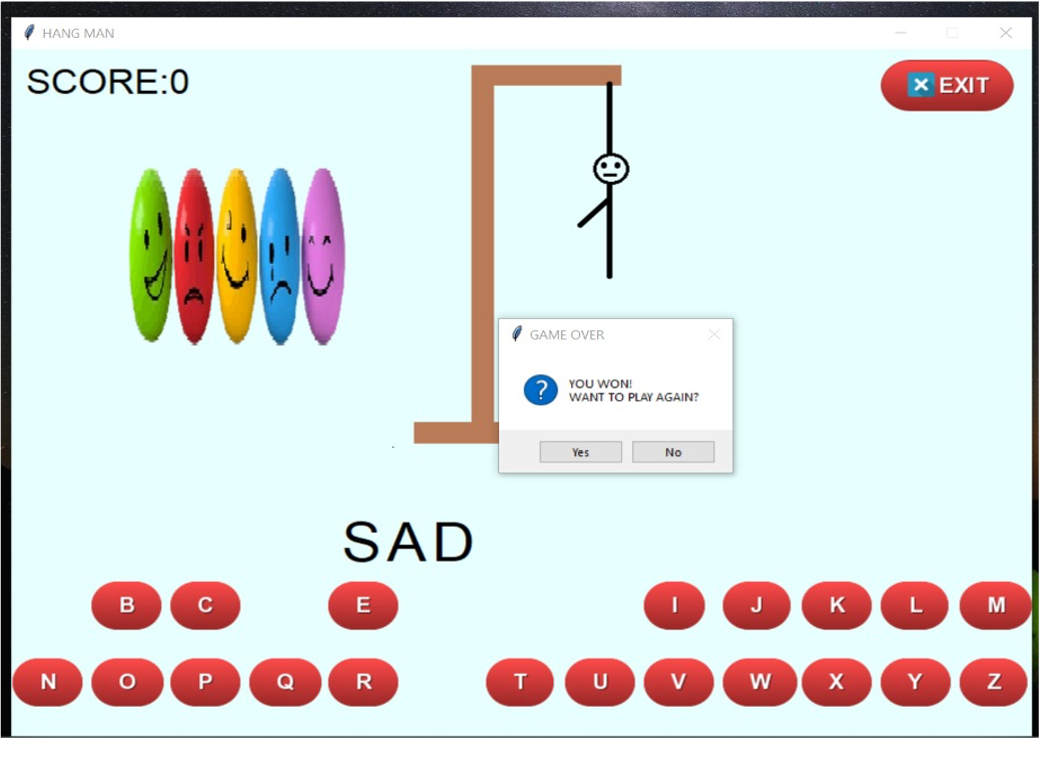 HANG MAN
SCORE:0
EXIT
GAME OVER
?
YOU WON!
WANT TO PLAY AGAIN?
Yes No
SAD
B C E I J K L M
N O P Q R T U V W X Y Z